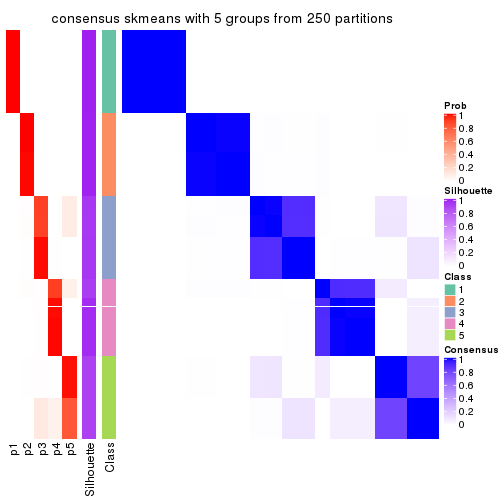 consensus skmeans with 5 groups from 250 partitions
Prob
1
0.8
0.6
0.4
0.2
0
Silhouette
1
0.8
0.6
0.4
0.2
0
Class
1
2
3
4
5
Consensus
1
0.8
0.6
0.4
0.2
0
p1
p2
p3
p4
p5
Silhouette
Class